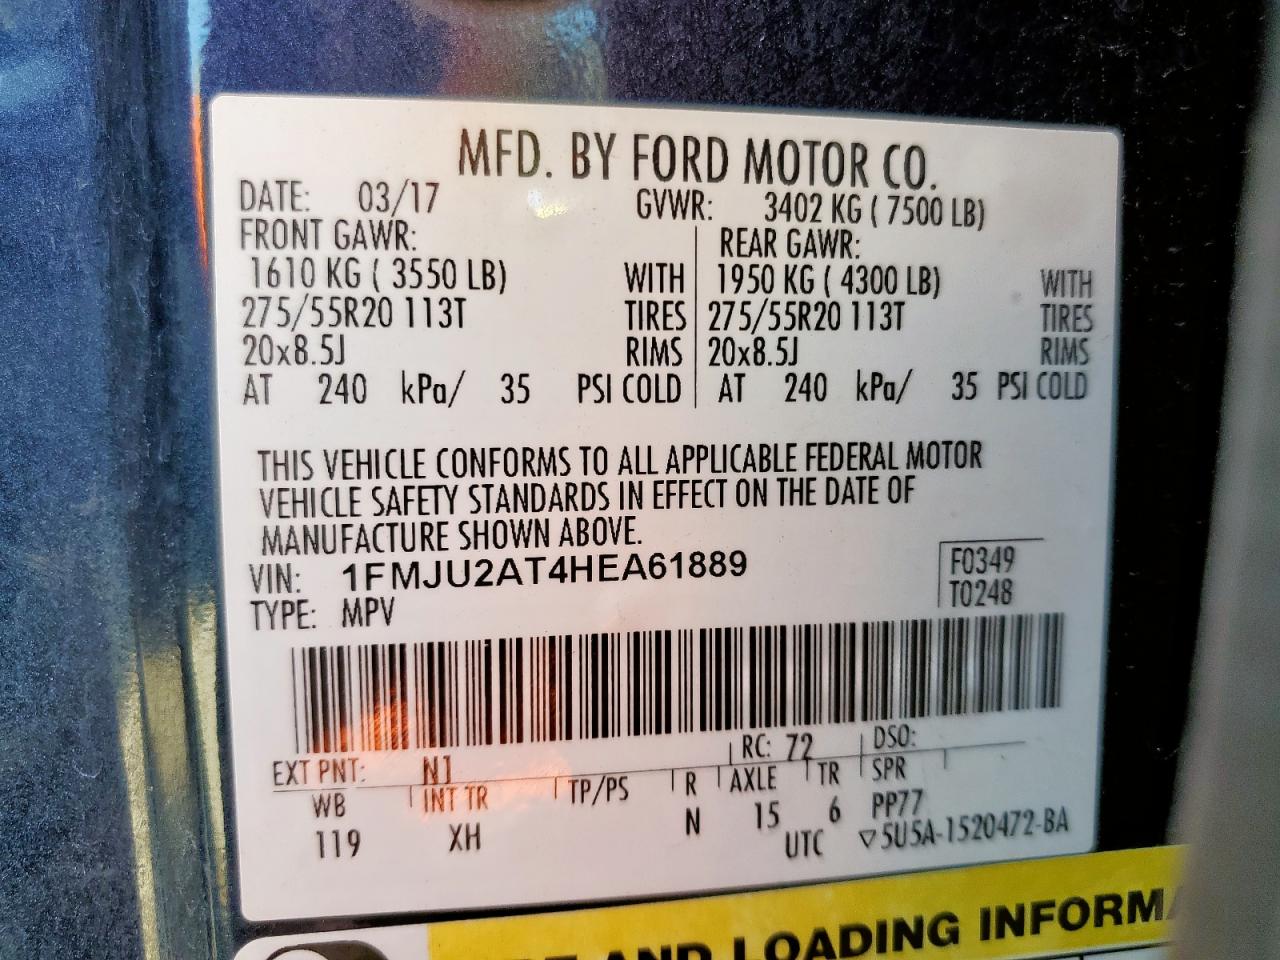 MFD. BY FORD MOTOR CO.
DATE: 03/17 GVWR: 3402 KG ( 7500 LB)
FRONT GAWR: REAR GAWR:
1610 KG ( 3550 LB) WITH 1950 KG ( 4300 LB) WITH
275/55R20 113T TIRES 275/55R20 113T TIRES
20x8.5J RIMS 20x8.5J RIMS
AT 240 kPa/ 35 PSI COLD AT 240 kPa/ 35 PSI COLD
THIS VEHICLE CONFORMS TO ALL APPLICABLE FEDERAL MOTOR
VEHICLE SAFETY STANDARDS IN EFFECT ON THE DATE OF
MANUFACTURE SHOWN ABOVE.
VIN: 1FMJU2AT4HEA61889 F0349
TYPE: MPV T0248
EXT PNT: N1 RC: 72 DSO:
WB INT TR TP/PS R AXLE TR SPR
119 XH N 15 6 PP77
UTC ▽5U5A-1520472-BA
AND LOADING INFORM